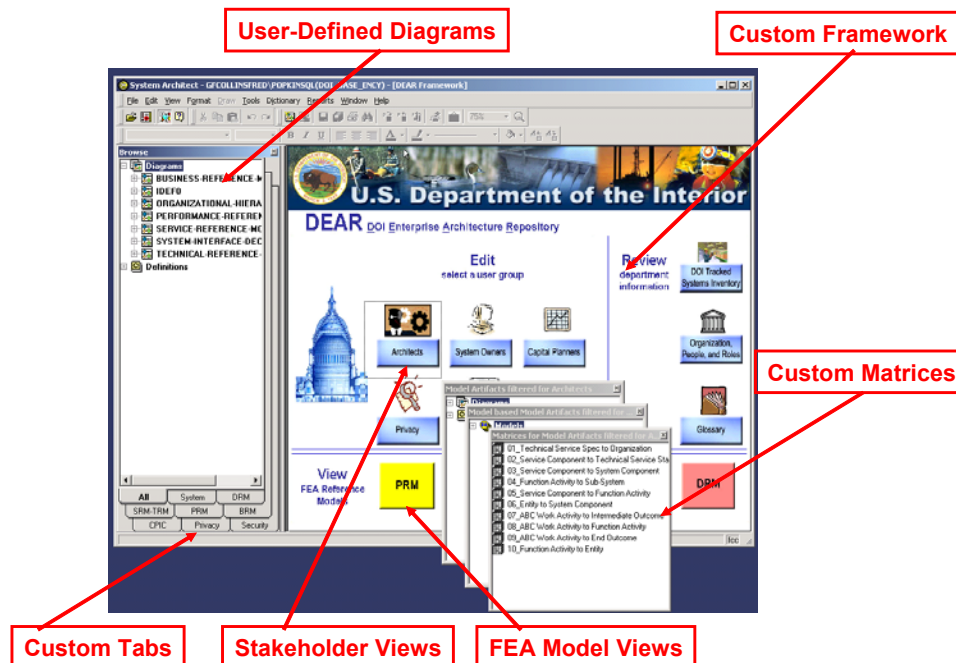 User-Defined Diagrams
Custom Framework
System Architect - GFCOLLINSFRED\POPKINSQL(DOI_BASE_ENCY) - [DEAR Framework]
File Edit View Format Draw Tools Dictionary Reports Window Help
75%
B I U
Browse
Diagrams
BUSINESS-REFERENCE-M
IDEF0
ORGANIZATIONAL-HIERA
PERFORMANCE-REFEREN
SERVICE-REFERENCE-MO
SYSTEM-INTERFACE-DEC
TECHNICAL-REFERENCE-
Definitions
U.S. Department of the Interior
DEAR DOI Enterprise Architecture Repository
Edit
select a user group
Review
department
information
DOI Tracked
Systems Inventory
Architects
System Owners
Capital Planners
Organization,
People, and Roles
Custom Matrices
Privacy
Glossary
Model Artifacts filtered for Architects
Diagrams
Model based Model Artifacts filtered for ...
Models
Matrices for Model Artifacts filtered for A...
01_Technical Service Spec to Organization
02_Service Component to Technical Service Sta
03_Service Component to System Component
04_Function Activity to Sub-System
05_Service Component to Function Activity
06_Entity to System Component
07_ABC Work Activity to Intermediate Outcome
08_ABC Work Activity to Function Activity
09_ABC Work Activity to End Outcome
10_Function Activity to Entity
View
FEA Reference
Models
PRM
DRM
All System DRM
SRM-TRM PRM BRM
CPIC Privacy Security
Custom Tabs
Stakeholder Views
FEA Model Views